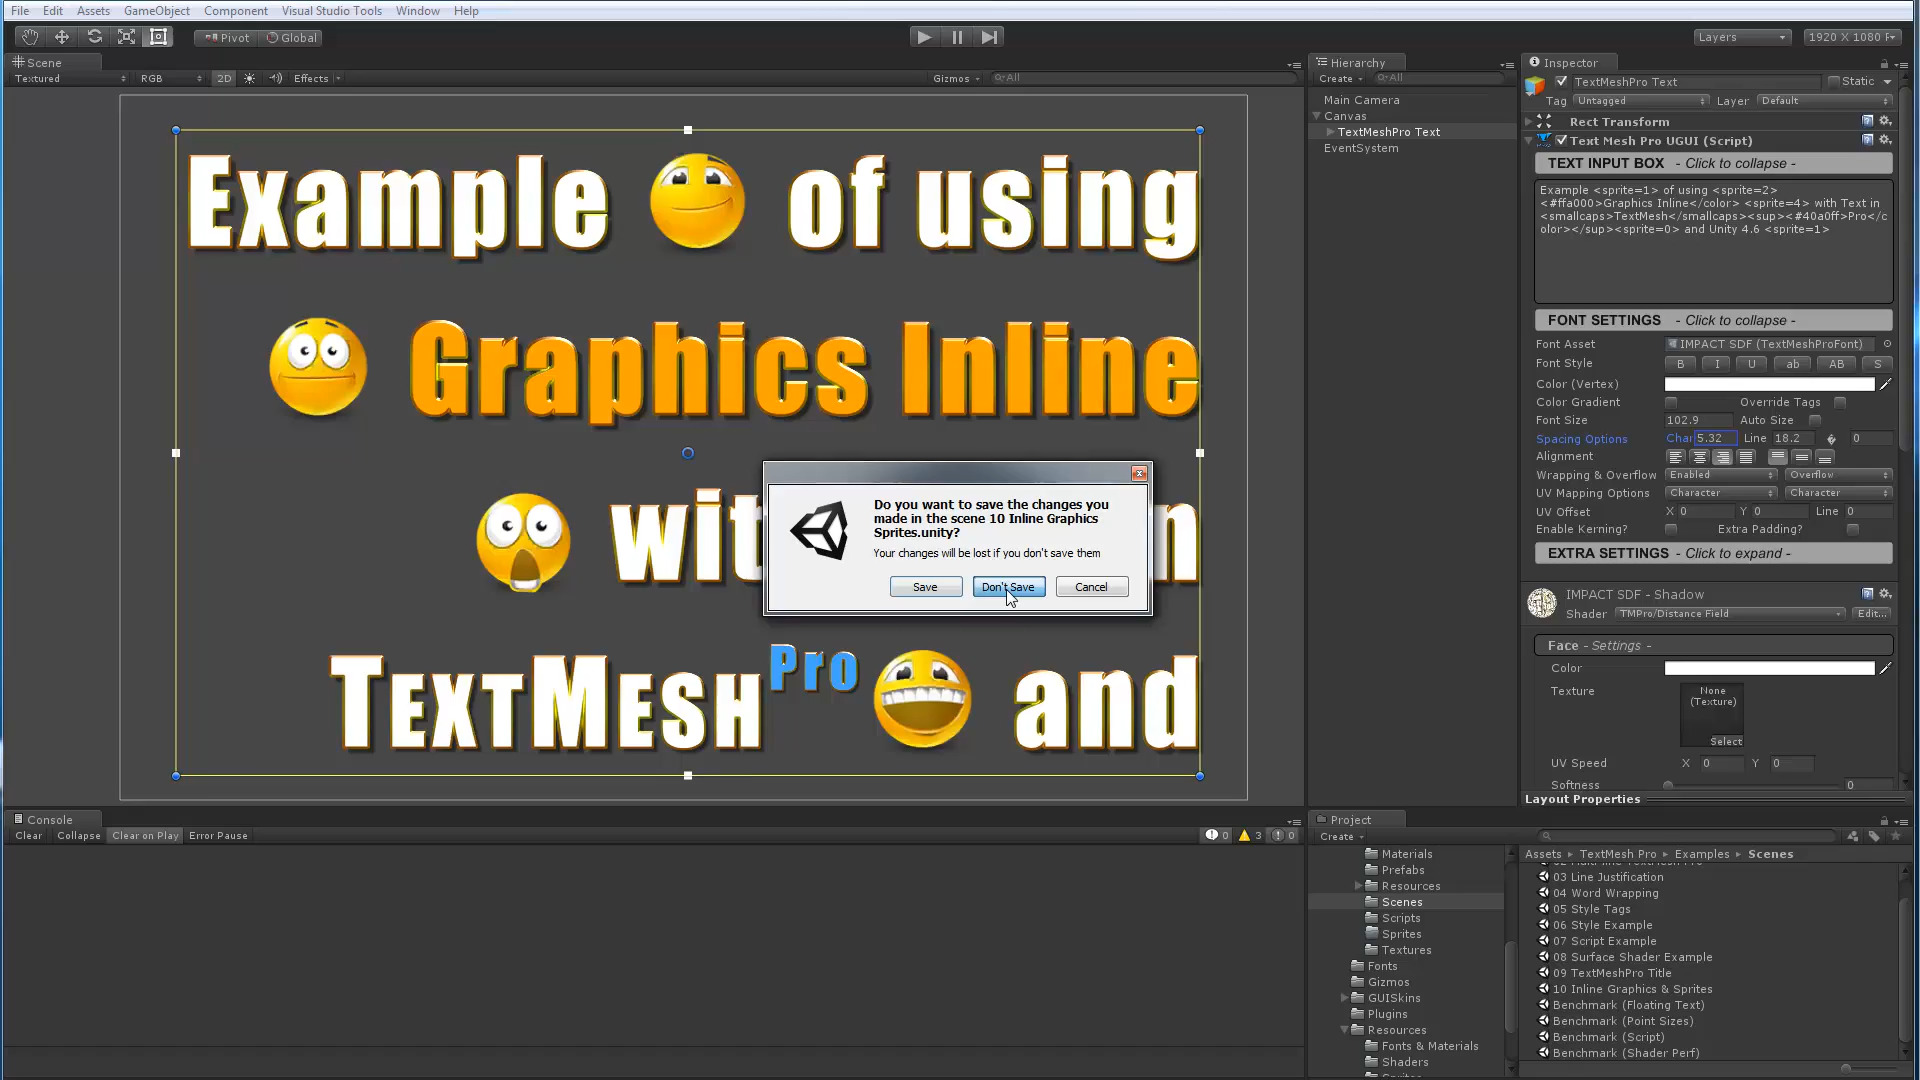 File Edit Assets GameObject Component Visual Studio Tools Window Help
Pivot Global Layers 1920 X 1080
Scene
Textured RGB 2D Effects Gizmos All
Example of using
Graphics Inline
TEXTMESH Pro and
Do you want to save the changes you
made in the scene 10 Inline Graphics
Sprites.unity?
Your changes will be lost if you don't save them
Save Don't Save Cancel
Hierarchy
Create All
Main Camera
Canvas
TextMeshPro Text
EventSystem
Inspector
TextMeshPro Text Static
Tag Untagged Layer Default
Rect Transform
Text Mesh Pro UGUI (Script)
TEXT INPUT BOX - Click to collapse -
Example <sprite=1> of using <sprite=2>
<#ffa000>Graphics Inline</color> <sprite=4> with Text in
<smallcaps>TextMesh</smallcaps><sup><#40a0ff>Pro</c
olor></sup><sprite=0> and Unity 4.6 <sprite=1>
FONT SETTINGS - Click to collapse -
Font Asset IMPACT SDF (TextMeshProFont)
Font Style B I U ab AB S
Color (Vertex)
Color Gradient Override Tags
Font Size 102.9 Auto Size
Spacing Options Char 5.32 Line 18.2 0
Alignment
Wrapping & Overflow Enabled Overflow
UV Mapping Options Character Character
UV Offset X 0 Y 0 Line 0
Enable Kerning? Extra Padding?
EXTRA SETTINGS - Click to expand -
IMPACT SDF - Shadow
Shader TMPro/Distance Field Edit...
Face - Settings -
Color
Texture None
(Texture)
Select
UV Speed X 0 Y 0
Softness 0
Layout Properties
Console
Clear Collapse Clear on Play Error Pause 0 3 0
Project
Create
Materials
Prefabs
Resources
Scenes
Scripts
Sprites
Textures
Fonts
Gizmos
GUISkins
Plugins
Resources
Fonts & Materials
Shaders
Assets TextMesh Pro Examples Scenes
03 Line Justification
04 Word Wrapping
05 Style Tags
06 Style Example
07 Script Example
08 Surface Shader Example
09 TextMeshPro Title
10 Inline Graphics & Sprites
Benchmark (Floating Text)
Benchmark (Point Sizes)
Benchmark (Script)
Benchmark (Shader Perf)